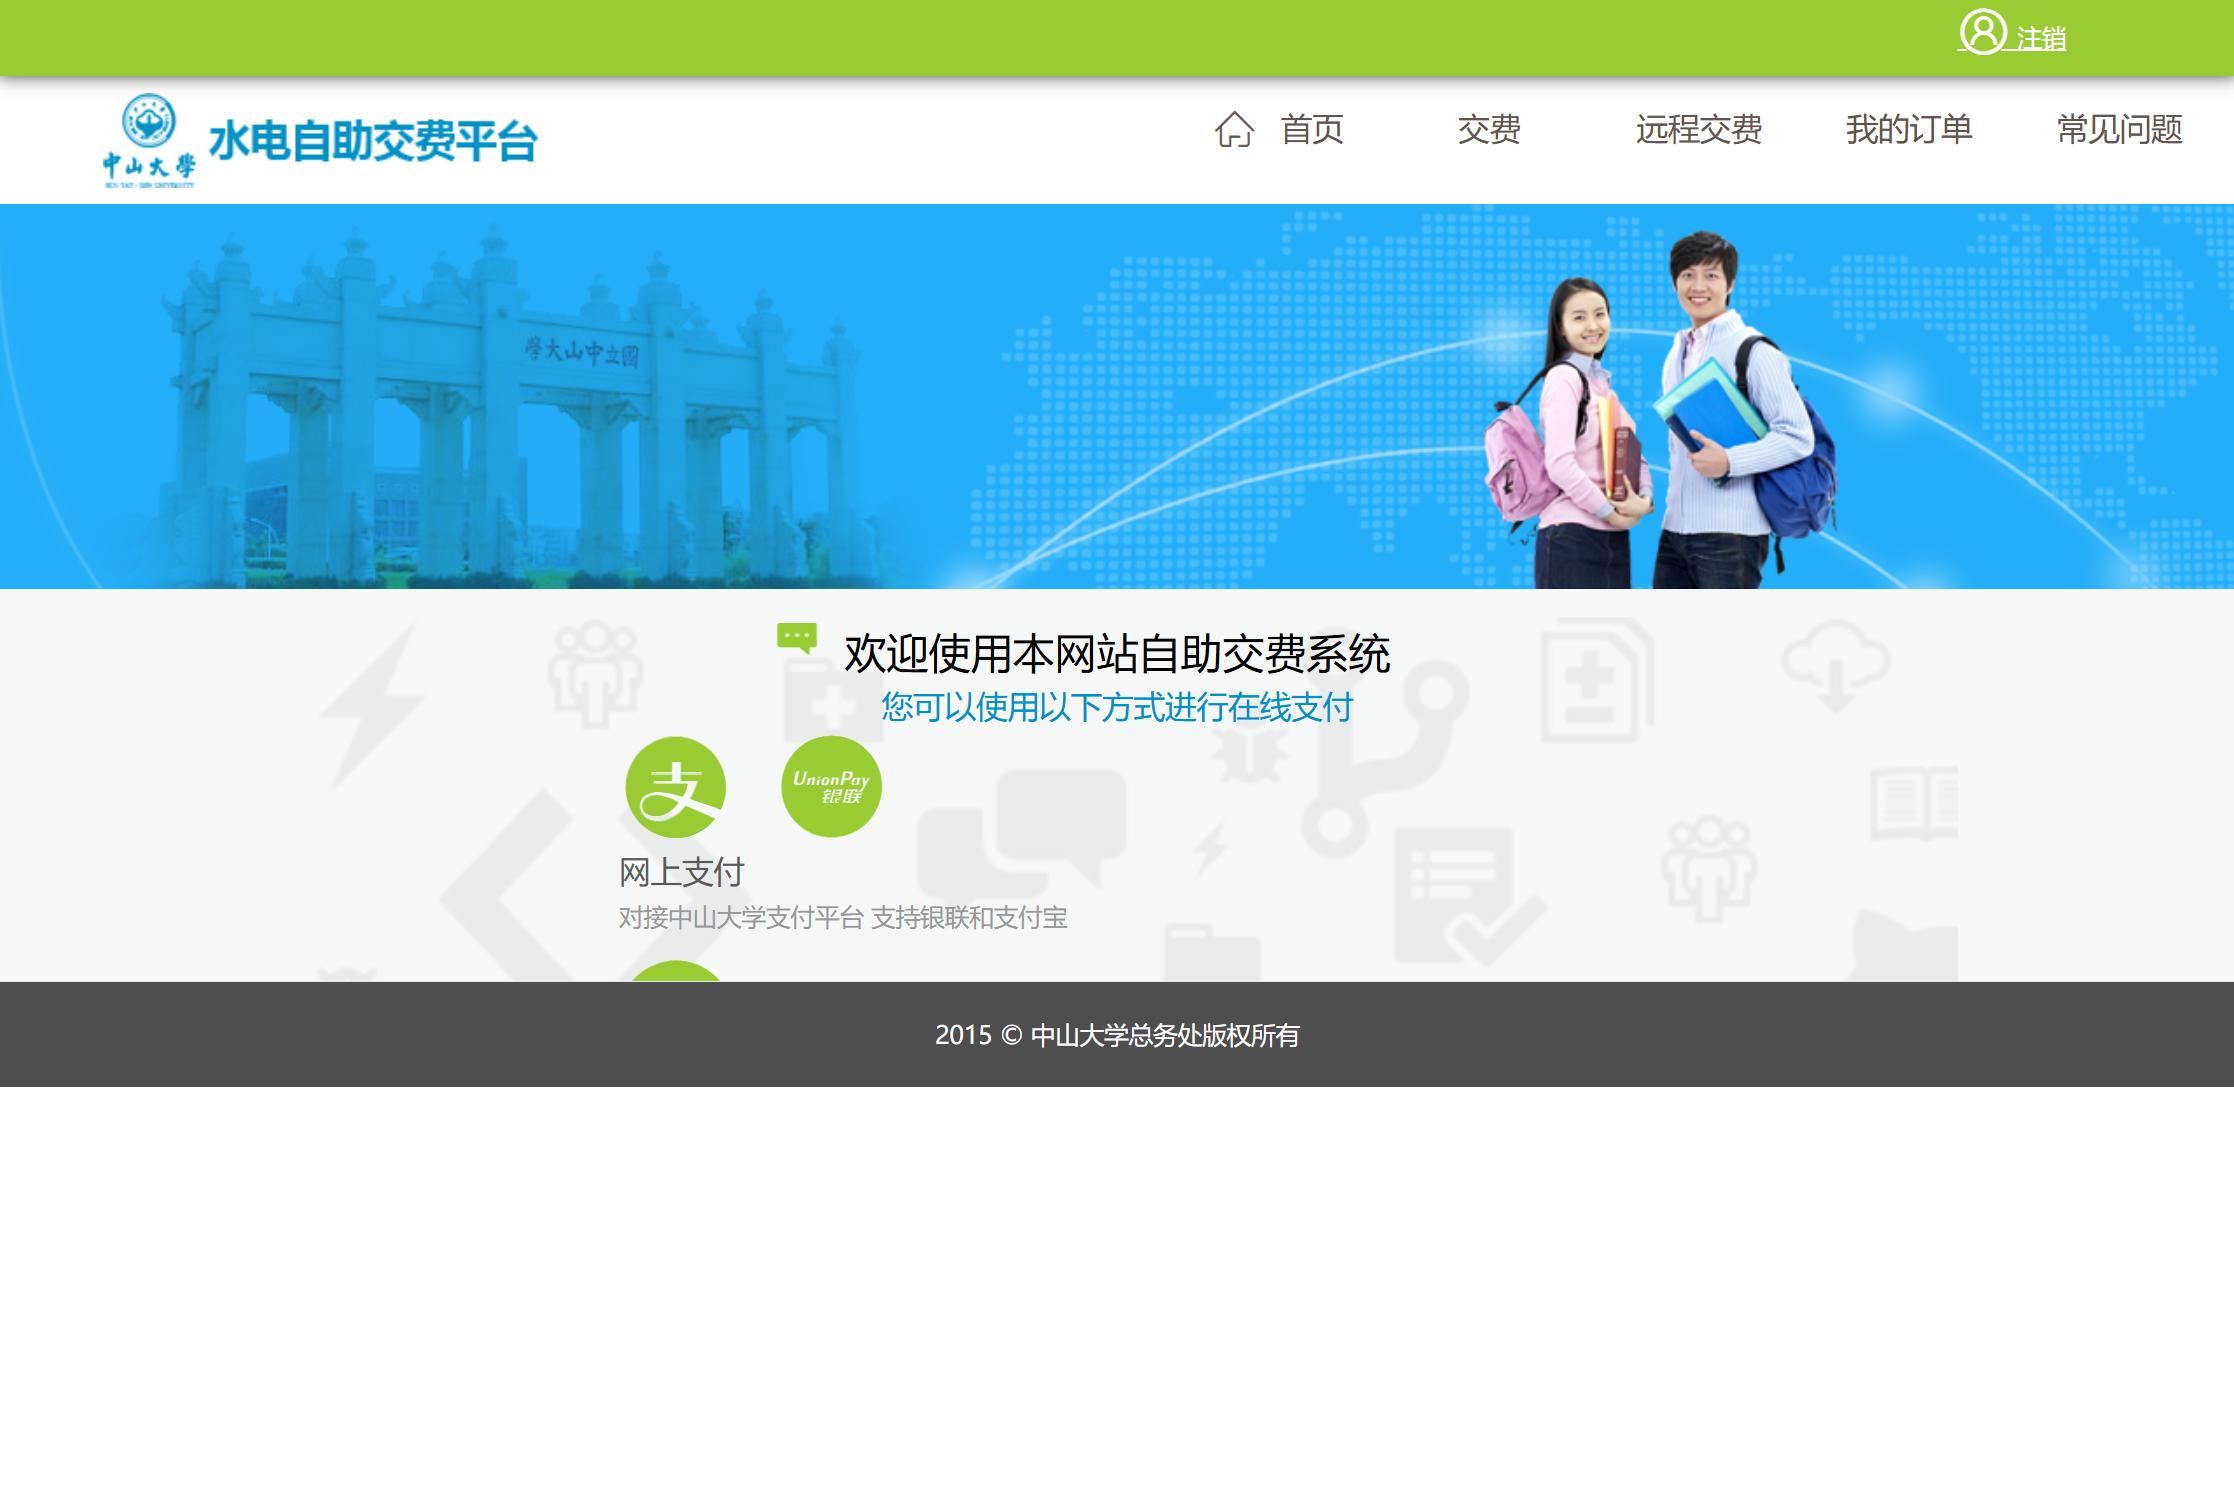 注销
中山大學
SUN YAT-SEN UNIVERSITY
水电自助交费平台
首页 交费 远程交费 我的订单 常见问题
學大山中立國
欢迎使用本网站自助交费系统
您可以使用以下方式进行在线支付
支
UnionPay
银联
网上支付
对接中山大学支付平台 支持银联和支付宝
2015 © 中山大学总务处版权所有